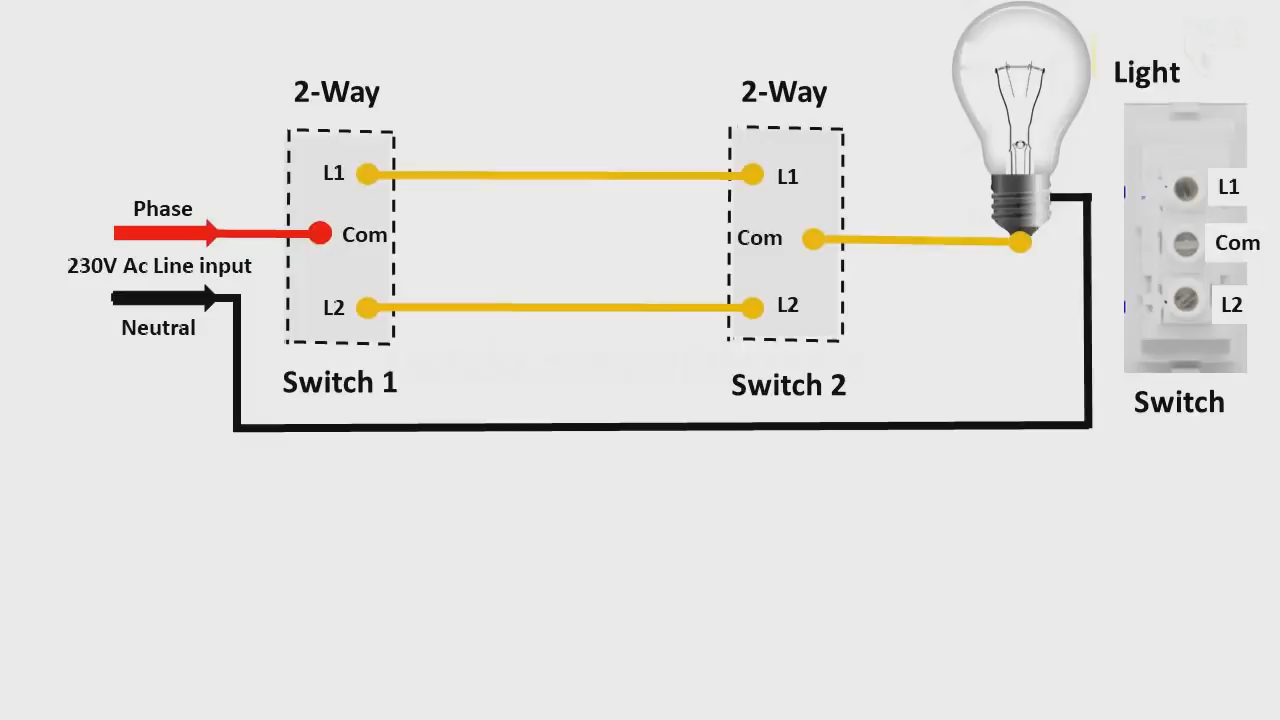 2-Way
2-Way
Light
L1
L1
L1
Phase
Com
Com
Com
230V Ac Line input
L2
L2
L2
Neutral
Switch 1
Switch 2
Switch